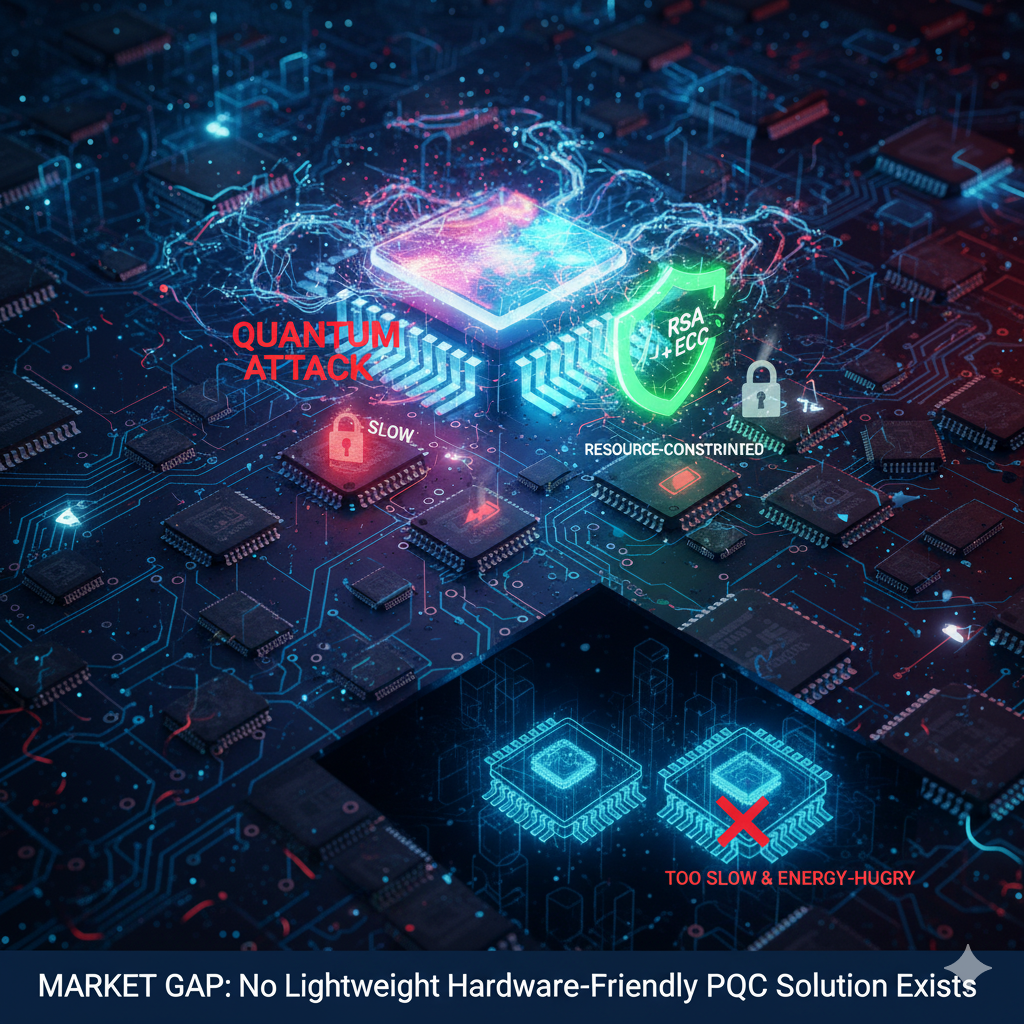 QUANTUM
ATTACK
RSA
+ECC
SLOW
RESOURCE-CONSTRINTED
TOO SLOW & ENERGY-HUGRY
MARKET GAP: No Lightweight Hardware-Friendly PQC Solution Exists